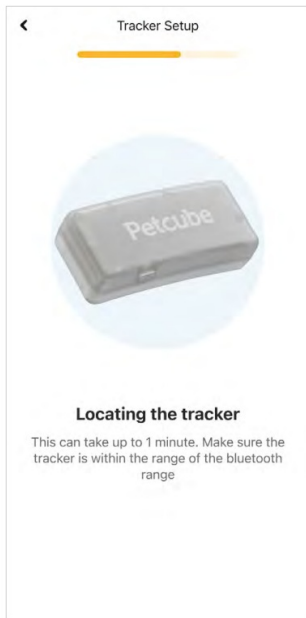 Tracker Setup
Petcube
Locating the tracker
This can take up to 1 minute. Make sure the
tracker is within the range of the bluetooth
range